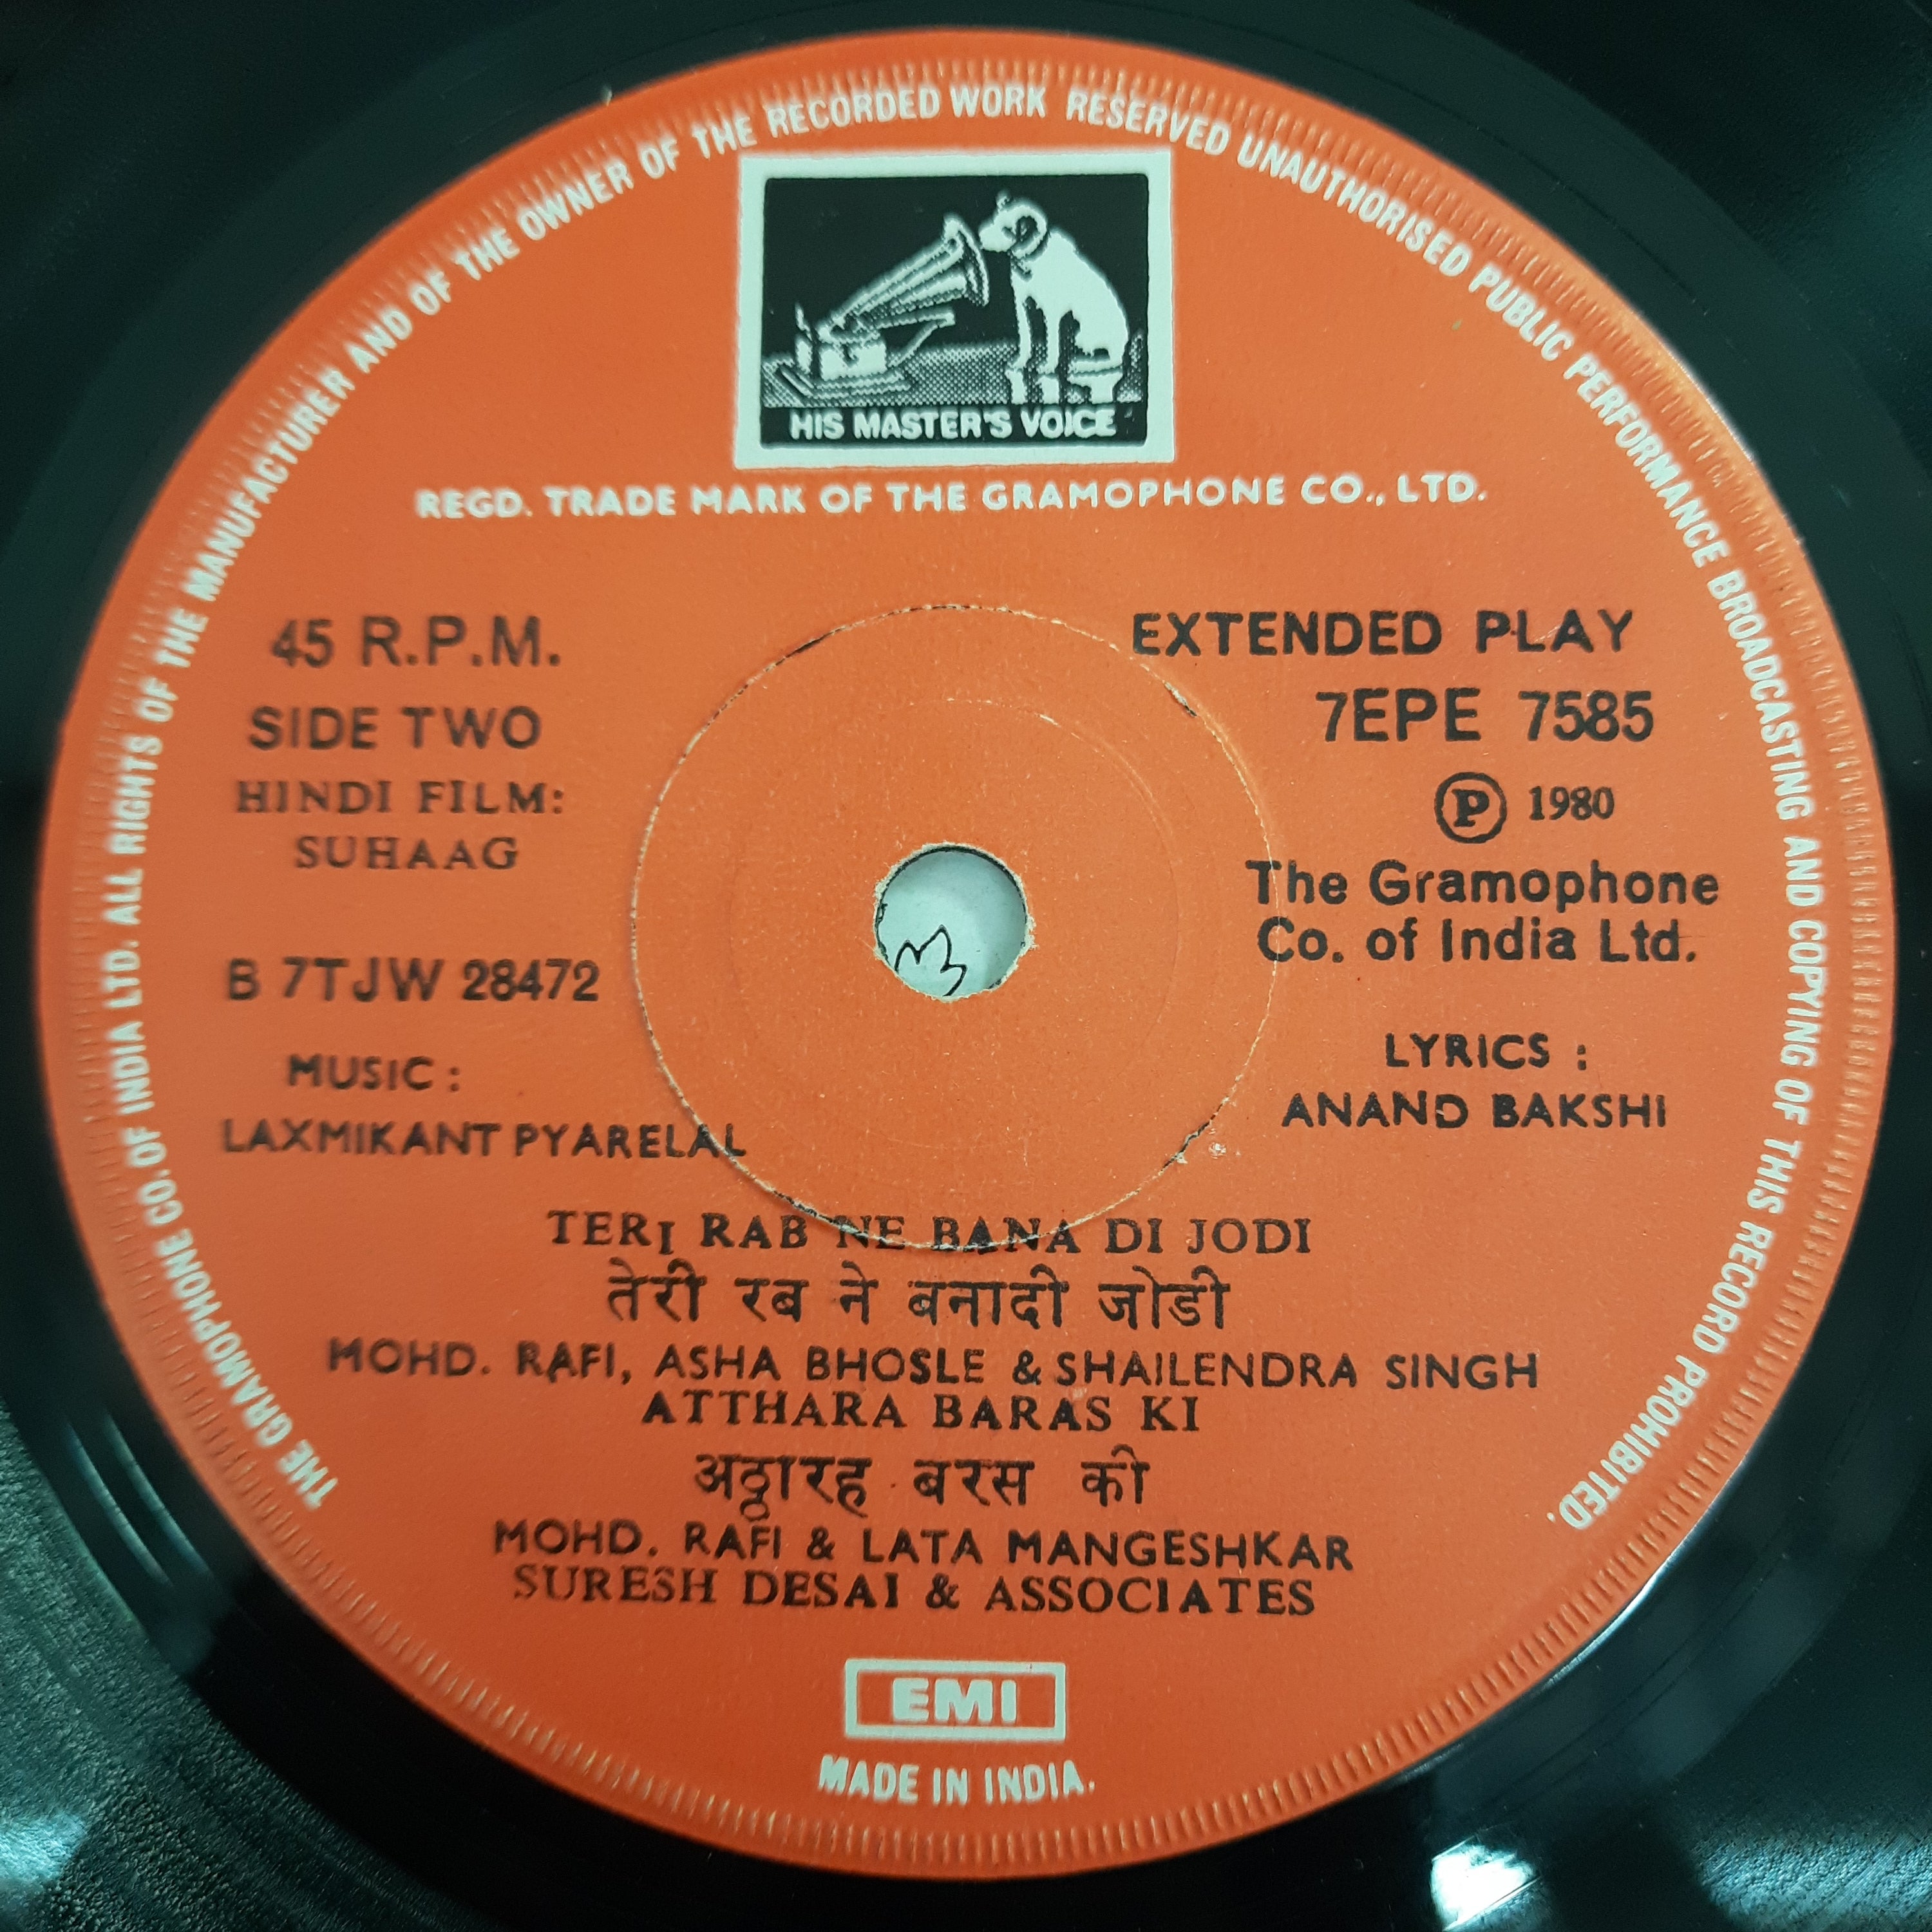 THE GRAMOPHONE CO. OF INDIA LTD. ALL RIGHTS OF THE MANUFACTURER AND OF THE OWNER OF THE RECORDED WORK RESERVED UNAUTHORISED PUBLIC PERFORMANCE BROADCASTING AND COPYING OF THIS RECORD PROHIBITED.
HIS MASTER'S VOICE
REGD. TRADE MARK OF THE GRAMOPHONE CO., LTD.
45 R.P.M.
SIDE TWO
HINDI FILM:
SUHAAG
B 7TJW 28472
MUSIC :
LAXMIKANT PYARELAL
EXTENDED PLAY
7EPE 7585
Ⓟ 1980
The Gramophone
Co. of India Ltd.
LYRICS :
ANAND BAKSHI
TERI RAB NE BANA DI JODI
तेरी रब ने बनादी जोडी
MOHD. RAFI, ASHA BHOSLE & SHAILENDRA SINGH
ATTHARA BARAS KI
अठ्ठारह बरस की
MOHD. RAFI & LATA MANGESHKAR
SURESH DESAI & ASSOCIATES
EMI
MADE IN INDIA.